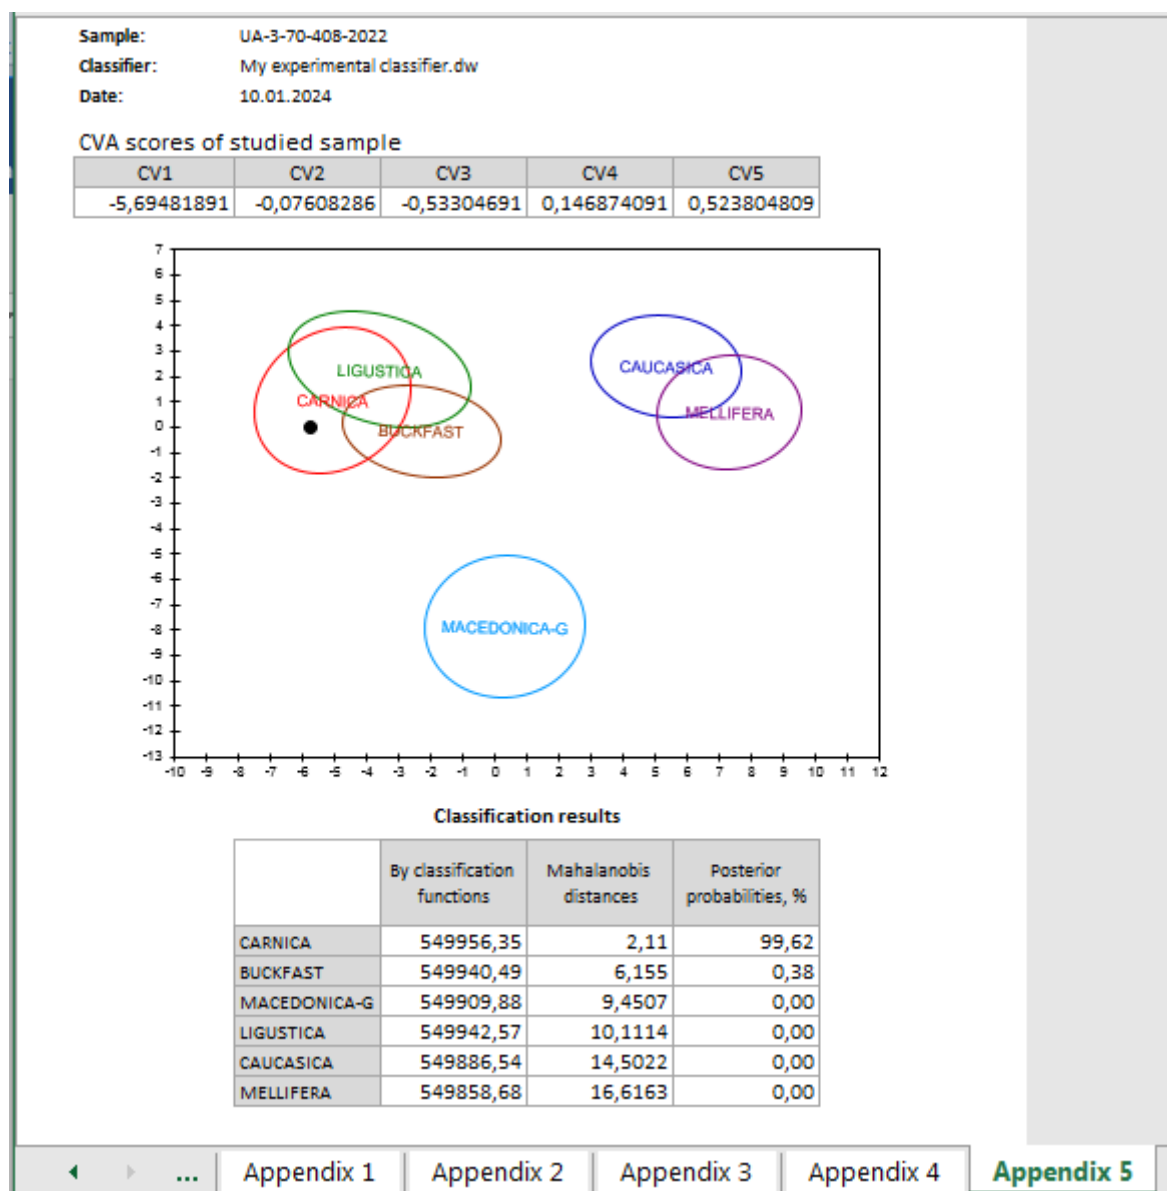 Sample: UA-3-70-408-2022
Classifier: My experimental classifier.dw
Date: 10.01.2024
CVA scores of studied sample
CV1 CV2 CV3 CV4 CV5
-5,69481891 -0,07608286 -0,53304691 0,146874091 0,523804809
7
6
5
4
3
2
1
0
-1
-2
-3
-4
-5
-6
-7
-8
-9
-10
-11
-12
-13
LIGUSTICA
CARNICA
BUCKFAST
CAUCASICA
MELLIFERA
MACEDONICA-G
-10 -9 -8 -7 -6 -5 -4 -3 -2 -1 0 1 2 3 4 5 6 7 8 9 10 11 12
Classification results
By classification functions Mahalanobis distances Posterior probabilities, %
CARNICA 549956,35 2,11 99,62
BUCKFAST 549940,49 6,155 0,38
MACEDONICA-G 549909,88 9,4507 0,00
LIGUSTICA 549942,57 10,1114 0,00
CAUCASICA 549886,54 14,5022 0,00
MELLIFERA 549858,68 16,6163 0,00
... Appendix 1 Appendix 2 Appendix 3 Appendix 4 Appendix 5